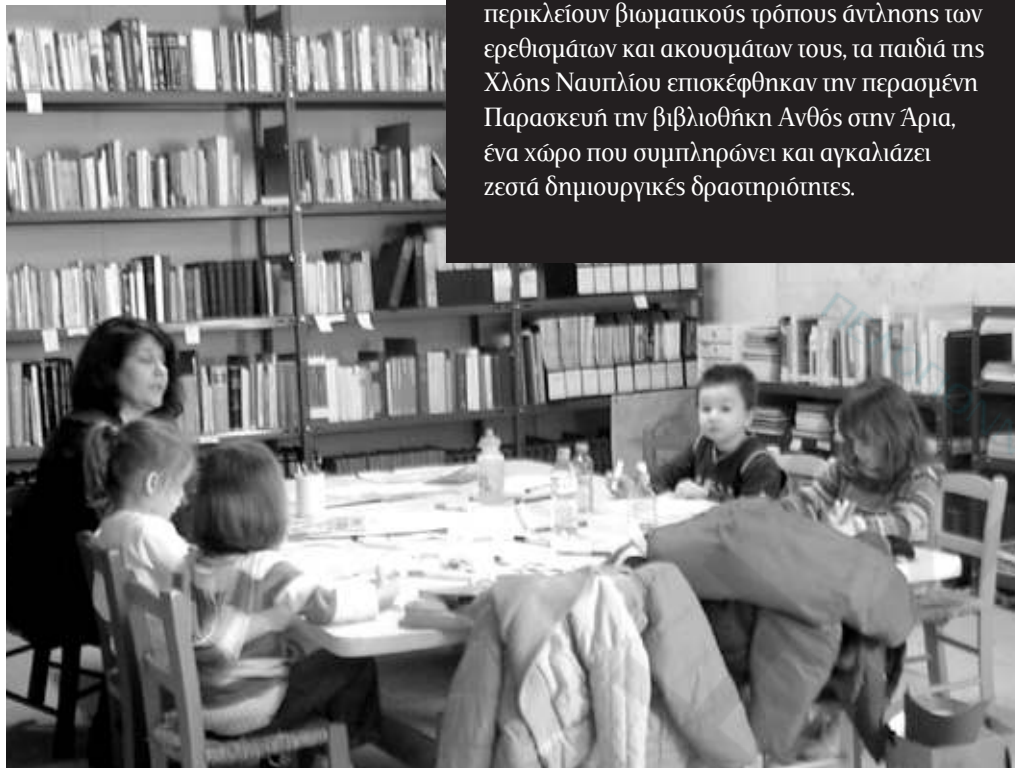 περικλείουν βιωματικούς τρόπους άντλησης των
ερεθισμάτων και ακουσμάτων τους, τα παιδιά της
Χλόης Ναυπλίου επισκέφθηκαν την περασμένη
Παρασκευή την βιβλιοθήκη Ανθός στην Άρια,
ένα χώρο που συμπληρώνει και αγκαλιάζει
ζεστά δημιουργικές δραστηριότητες.